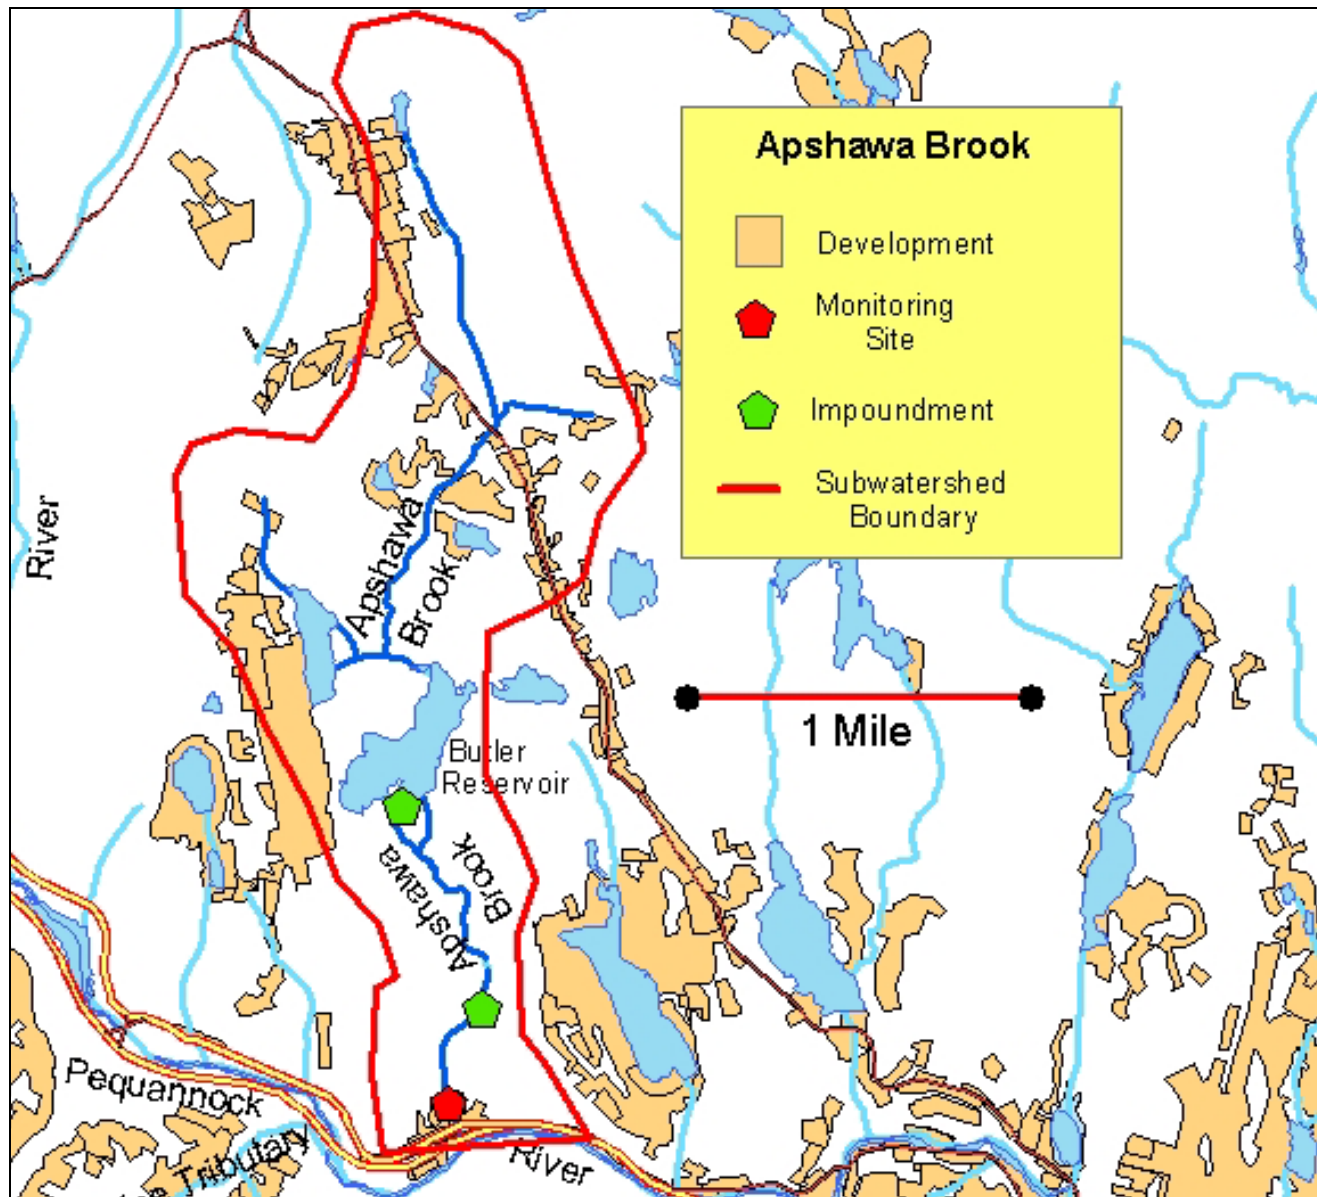 Apshawa Brook
Development
Monitoring
Site
Impoundment
Subwatershed
Boundary
River
Apshawa
Brook
1 Mile
Butler
Reservoir
Apshawa
Brook
Pequannock
River
Tributary